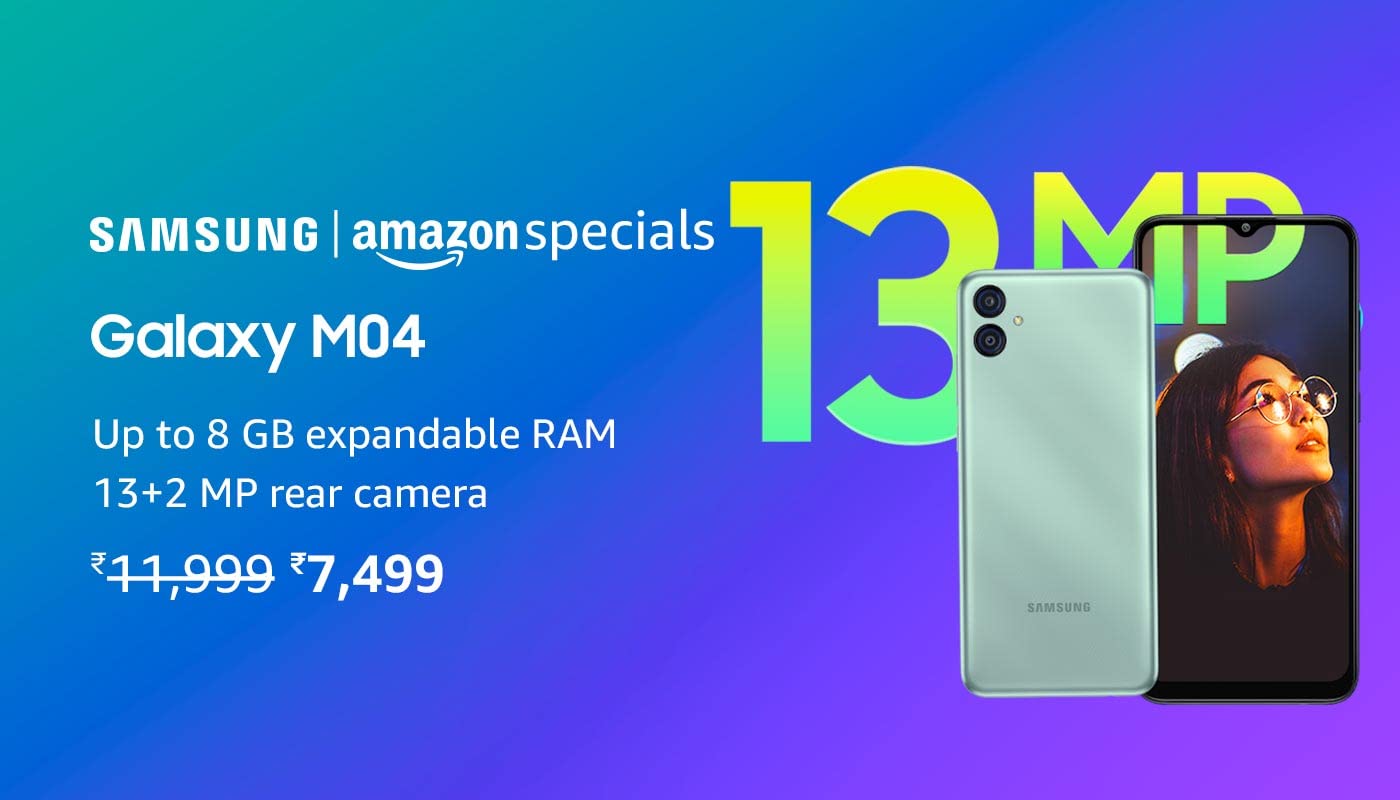 SAMSUNG | amazon specials
Galaxy M04
Up to 8 GB expandable RAM
13+2 MP rear camera
₹11,999 ₹7,499
13 MP
SAMSUNG